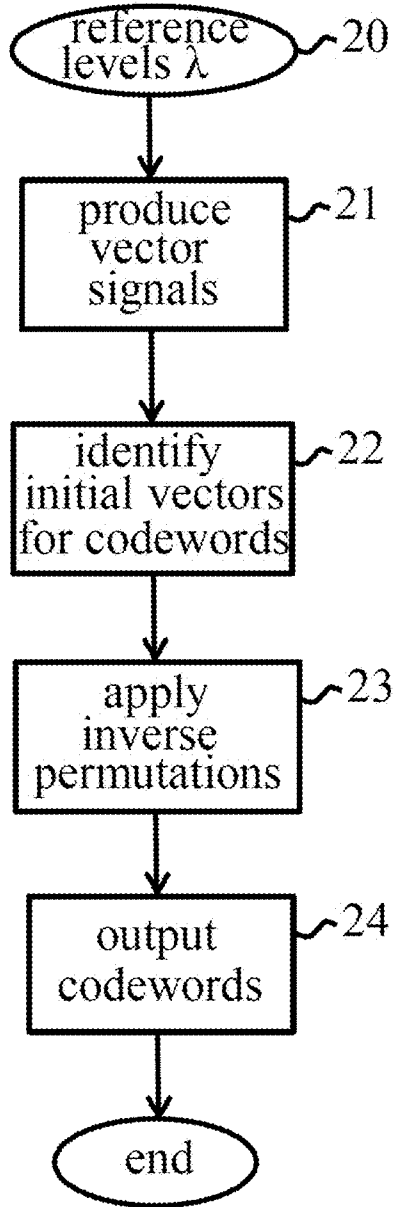 reference
levels λ
20
produce
vector
signals
21
identify
initial vectors
for codewords
22
apply
inverse
permutations
23
output
codewords
24
end